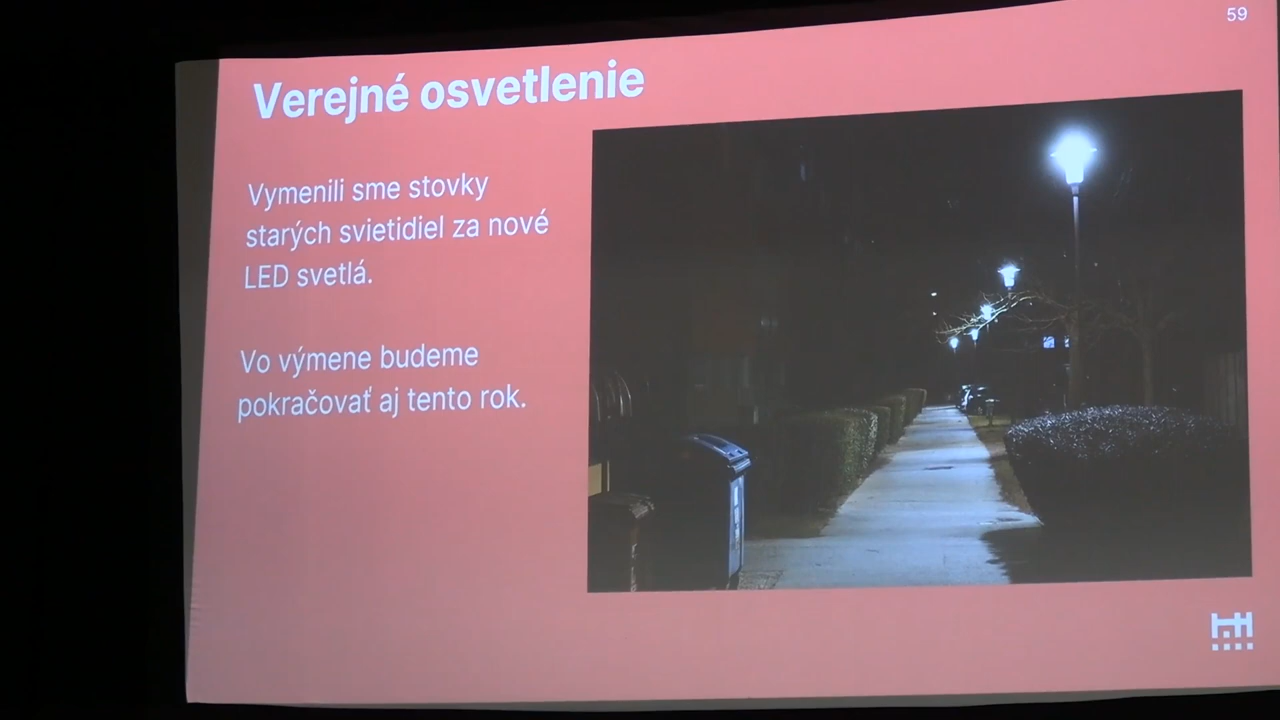 59
Verejné osvetlenie
Vymenili sme stovky
starých svietidiel za nové
LED svetlá.
Vo výmene budeme
pokračovať aj tento rok.